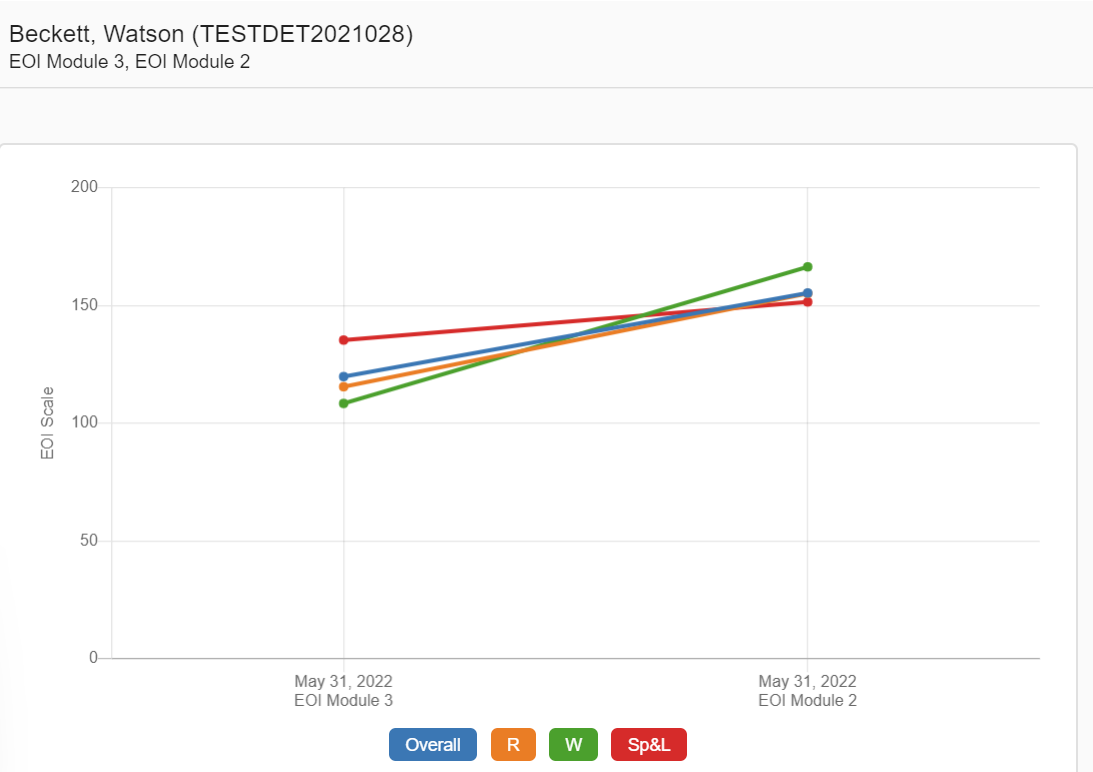 Beckett, Watson (TESTDET2021028)
EOI Module 3, EOI Module 2
200
150
100
50
0
EOI Scale
May 31, 2022
EOI Module 3
May 31, 2022
EOI Module 2
Overall
R
W
Sp&L